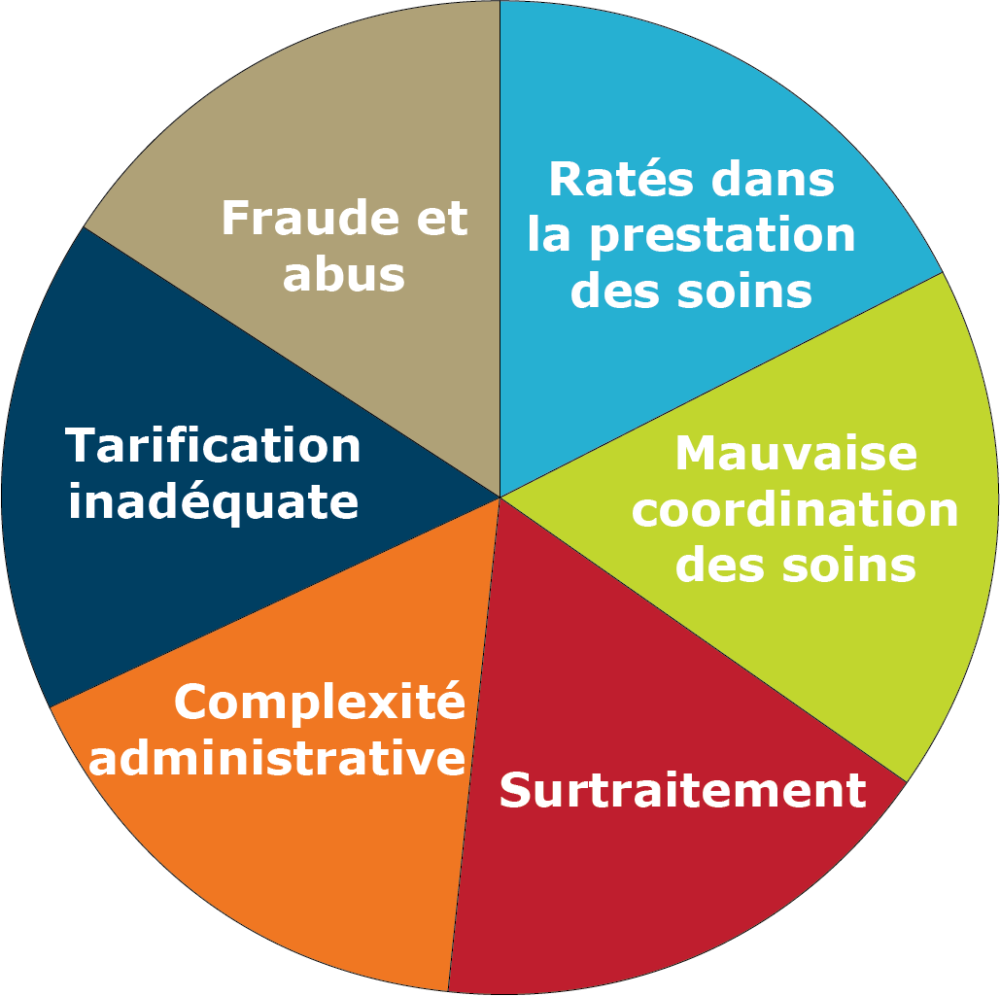 Ratés dans
la prestation
des soins
Mauvaise
coordination
des soins
Surtraitement
Complexité
administrative
Tarification
inadéquate
Fraude et
abus